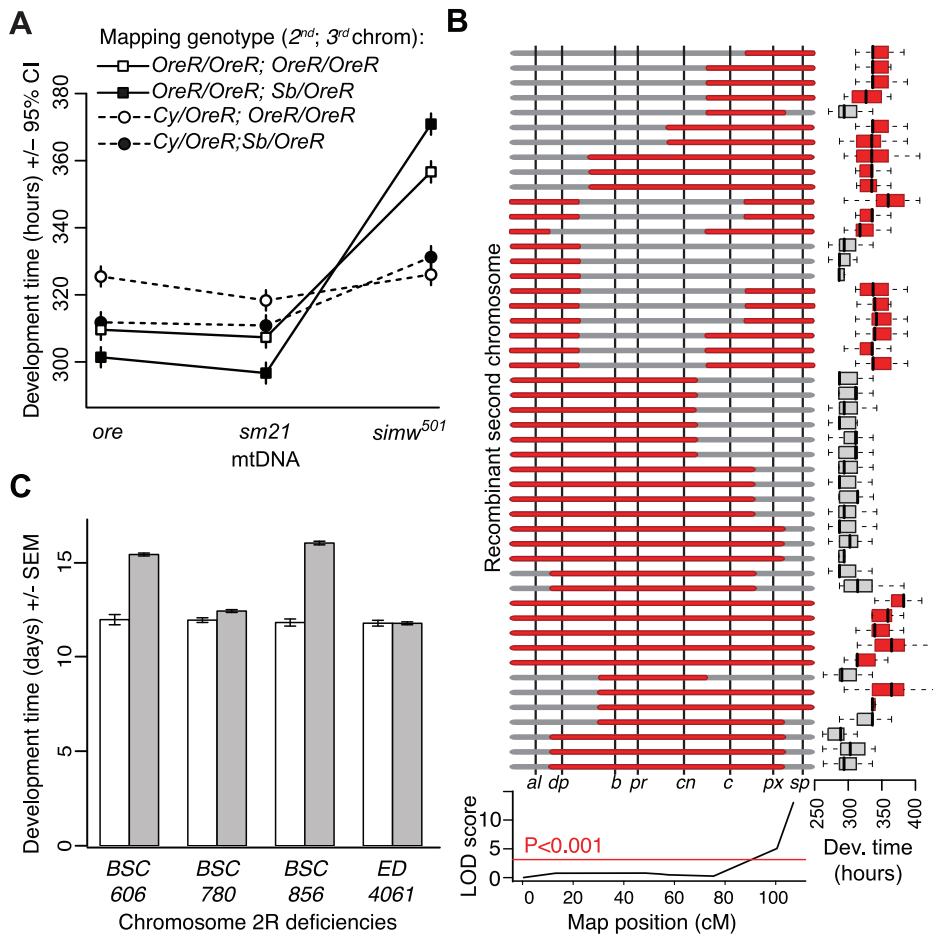 A
Mapping genotype (2nd; 3rd chrom):
OreR/OreR; OreR/OreR
OreR/OreR; Sb/OreR
Cy/OreR; OreR/OreR
Cy/OreR;Sb/OreR
Development time (hours) +/− 95% CI
380
360
340
320
300
ore
sm21
simw501
mtDNA
B
Recombinant second chromosome
al
dp
b
pr
cn
c
px
sp
LOD score
10
5
0
P<0.001
0
20
40
60
80
100
Map position (cM)
250
300
350
400
Dev. time
(hours)
C
Development time (days) +/− SEM
15
10
5
0
BSC
606
BSC
780
BSC
856
ED
4061
Chromosome 2R deficiencies